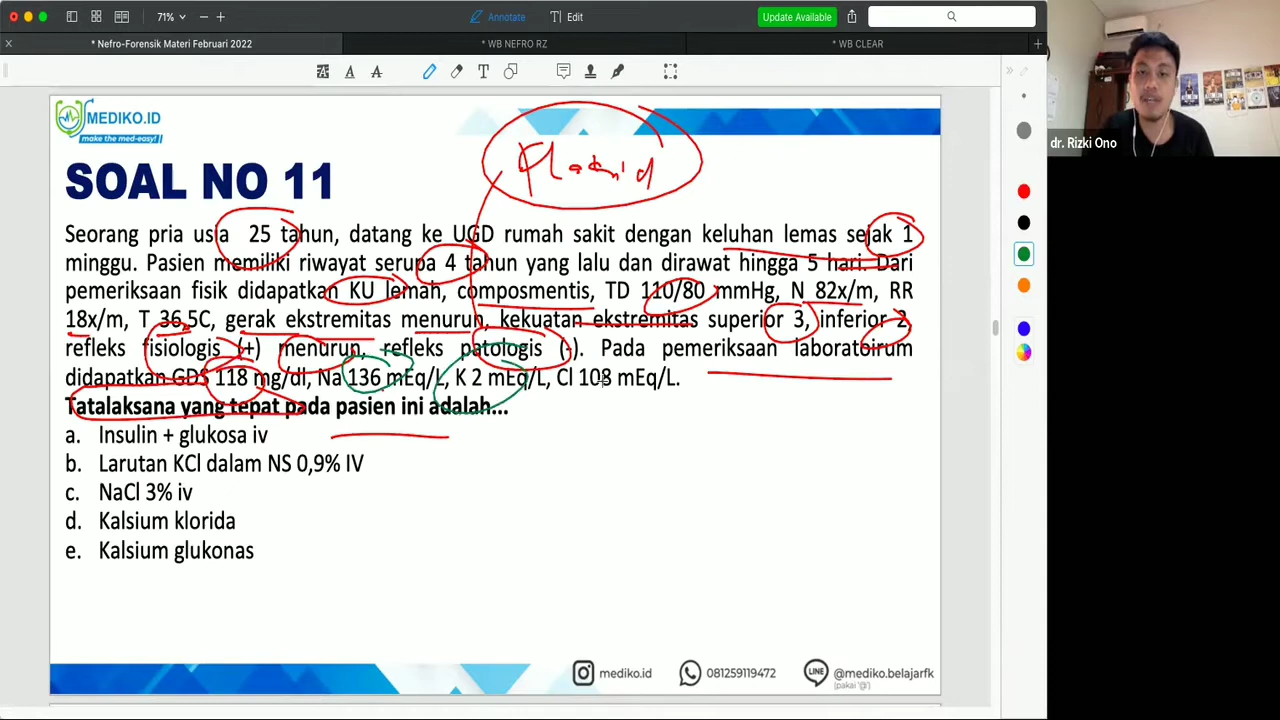 71%
Annotate
Edit
Update Available
* Nefro-Forensik Materi Februari 2022
* WB NEFRO RZ
* WB CLEAR
MEDIKO.ID
make the med-easy!
dr. Rizki Ono
SOAL NO 11
Flaccid
Seorang pria usia 25 tahun, datang ke UGD rumah sakit dengan keluhan lemas sejak 1
minggu. Pasien memiliki riwayat serupa 4 tahun yang lalu dan dirawat hingga 5 hari. Dari
pemeriksaan fisik didapatkan KU lemah, composmentis, TD 110/80 mmHg, N 82x/m, RR
18x/m, T 36,5C, gerak ekstremitas menurun, kekuatan ekstremitas superior 3, inferior 2,
refleks fisiologis (+) menurun, refleks patologis (-). Pada pemeriksaan laboratoirum
didapatkan GDS 118 mg/dl, Na 136 mEq/L, K 2 mEq/L, Cl 108 mEq/L.
Tatalaksana yang tepat pada pasien ini adalah...
a. Insulin + glukosa iv
b. Larutan KCl dalam NS 0,9% IV
c. NaCl 3% iv
d. Kalsium klorida
e. Kalsium glukonas
mediko.id
081259119472
LINE
@mediko.belajarfk
(pakai '@')